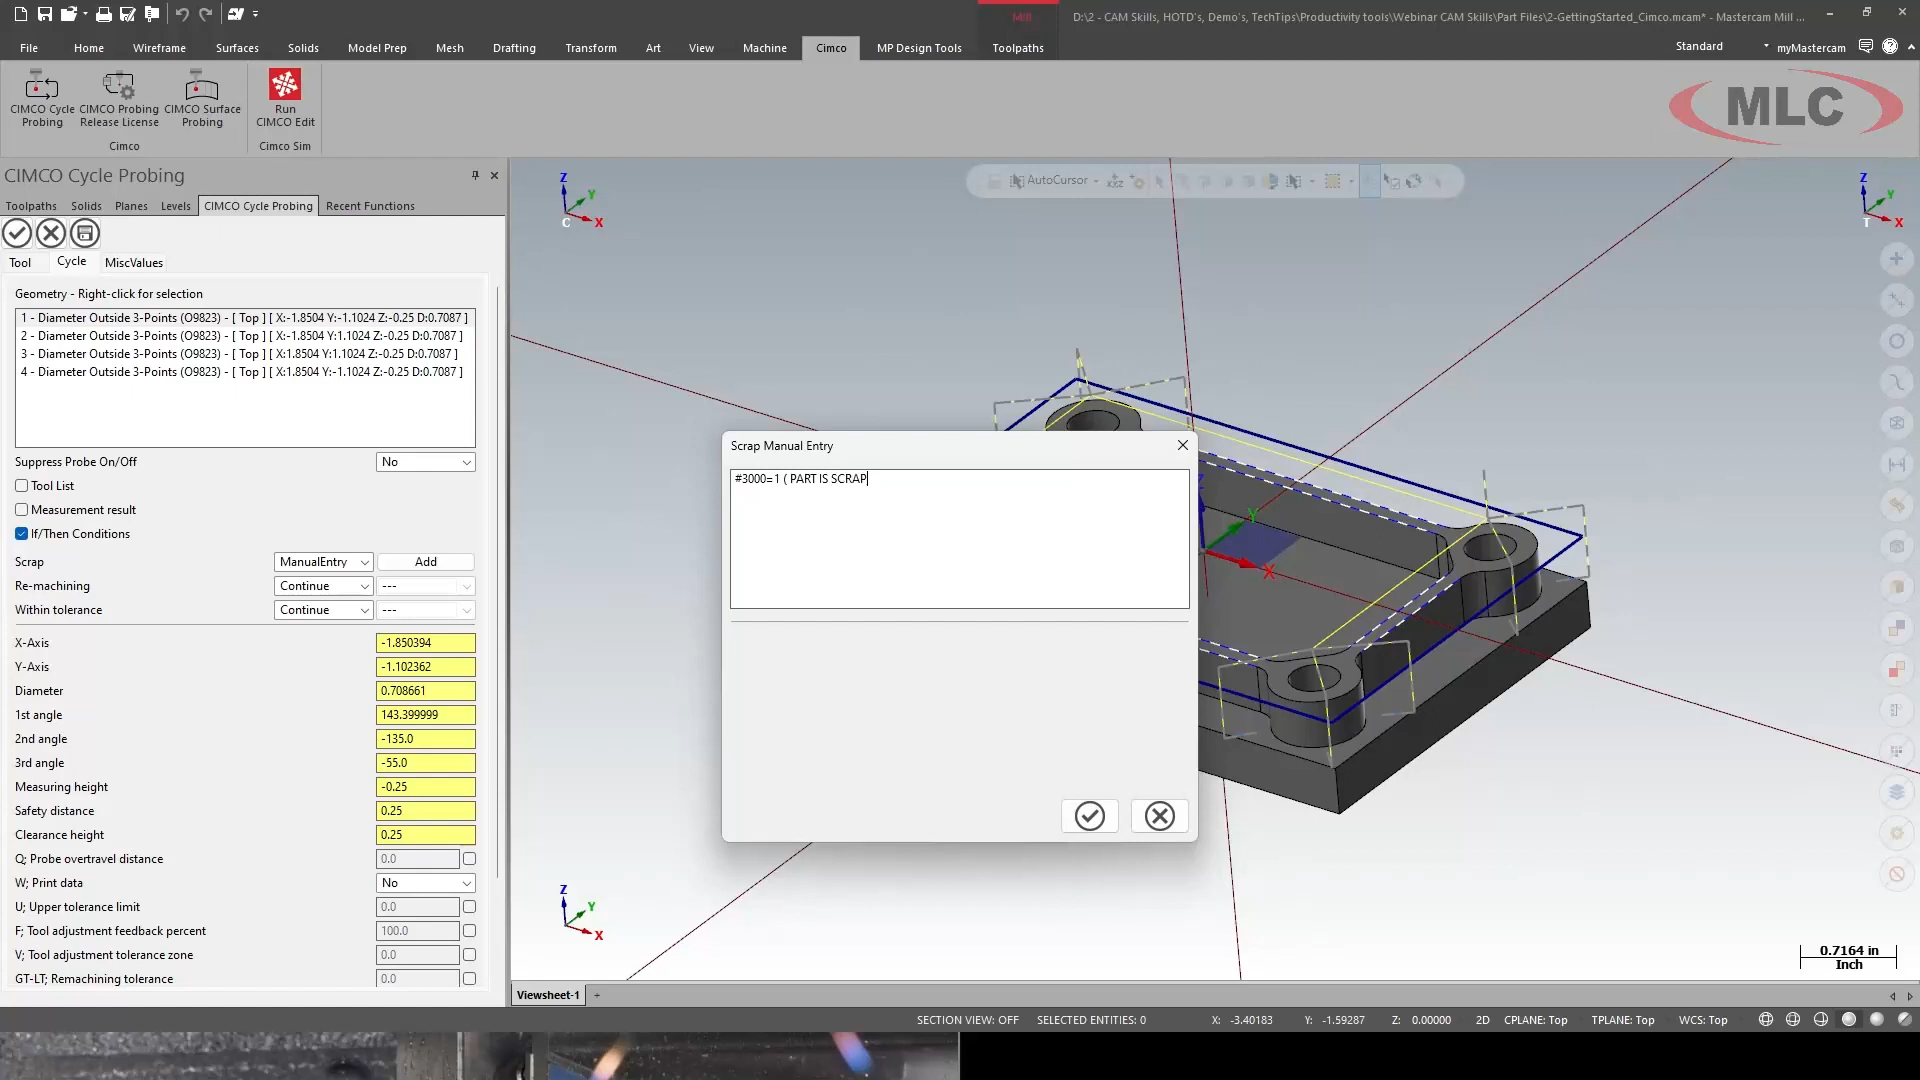 Mill
D:\2 - CAM Skills, HOTD's, Demo's, TechTips\Productivity tools\Webinar CAM Skills\Part Files\2-GettingStarted_Cimco.mcam* - Mastercam Mill ...
File Home Wireframe Surfaces Solids Model Prep Mesh Drafting Transform Art View Machine Cimco MP Design Tools Toolpaths
Standard myMastercam
CIMCO Cycle Probing
CIMCO Probing Release License
CIMCO Surface Probing
Run CIMCO Edit
Cimco Cimco Sim
MLC
CIMCO Cycle Probing
Toolpaths Solids Planes Levels CIMCO Cycle Probing Recent Functions
Tool Cycle MiscValues
Geometry - Right-click for selection
1 - Diameter Outside 3-Points (O9823) - [ Top ] [ X:-1.8504 Y:-1.1024 Z:-0.25 D:0.7087 ]
2 - Diameter Outside 3-Points (O9823) - [ Top ] [ X:-1.8504 Y:1.1024 Z:-0.25 D:0.7087 ]
3 - Diameter Outside 3-Points (O9823) - [ Top ] [ X:1.8504 Y:1.1024 Z:-0.25 D:0.7087 ]
4 - Diameter Outside 3-Points (O9823) - [ Top ] [ X:1.8504 Y:-1.1024 Z:-0.25 D:0.7087 ]
Suppress Probe On/Off No
Tool List
Measurement result
If/Then Conditions
Scrap ManualEntry Add
Re-machining Continue ---
Within tolerance Continue ---
X-Axis -1.850394
Y-Axis -1.102362
Diameter 0.708661
1st angle 143.399999
2nd angle -135.0
3rd angle -55.0
Measuring height -0.25
Safety distance 0.25
Clearance height 0.25
Q; Probe overtravel distance 0.0
W; Print data No
U; Upper tolerance limit 0.0
F; Tool adjustment feedback percent 100.0
V; Tool adjustment tolerance zone 0.0
GT-LT; Remachining tolerance 0.0
AutoCursor
Z Y X C
Z Y X T
Z Y X
Y X
Scrap Manual Entry
#3000=1 ( PART IS SCRAP
0.7164 in
Inch
Viewsheet-1 +
SECTION VIEW: OFF SELECTED ENTITIES: 0 X: -3.40183 Y: -1.59287 Z: 0.00000 2D CPLANE: Top TPLANE: Top WCS: Top